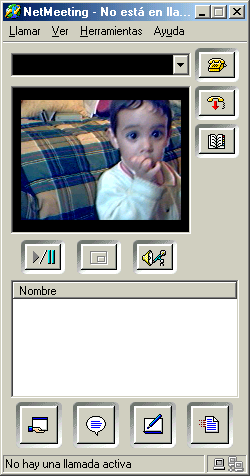 NetMeeting - No está en lla...
Llamar Ver Herramientas Ayuda
Nombre
No hay una llamada activa